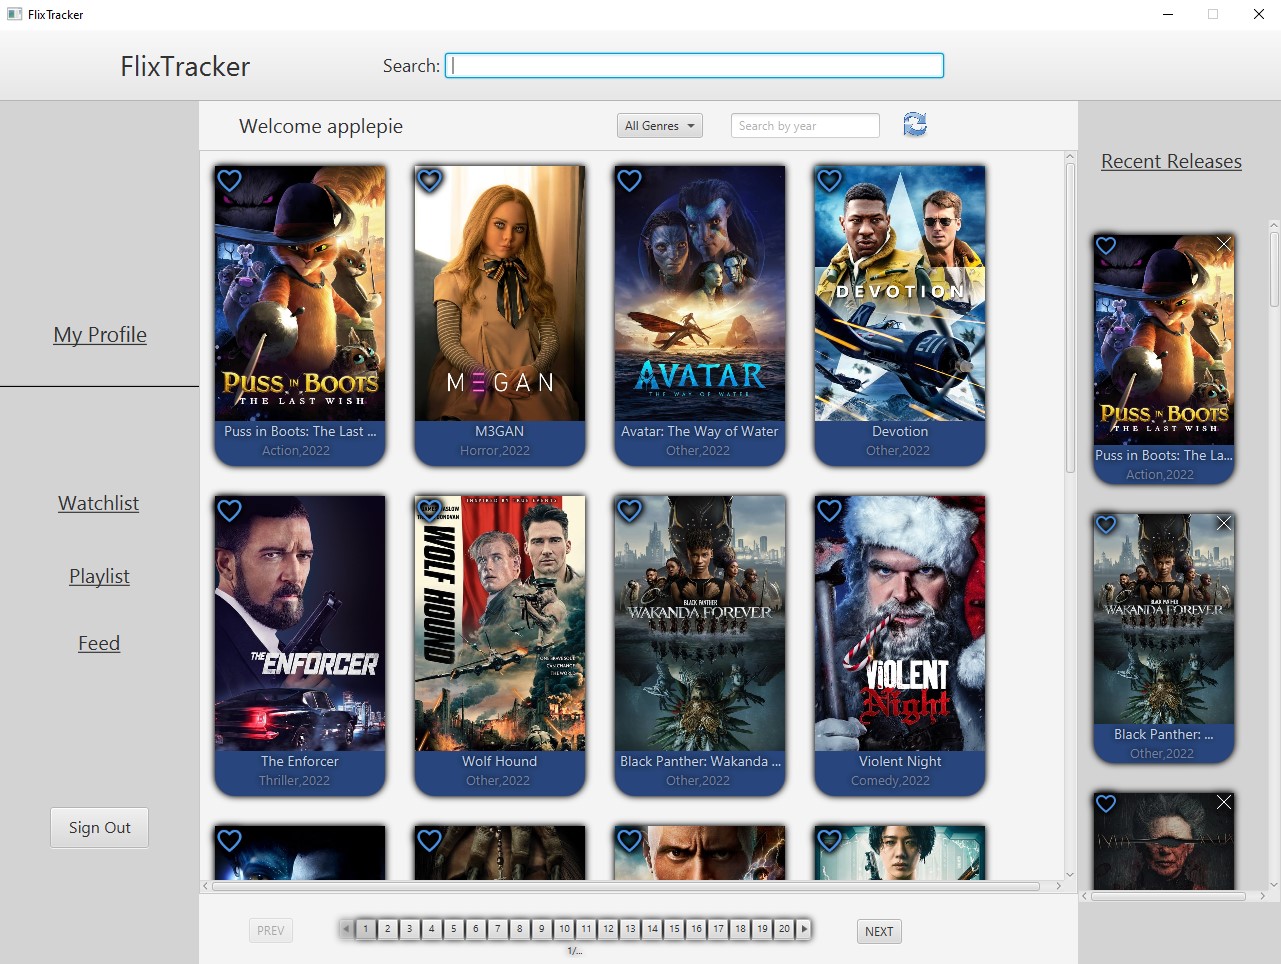 FlixTracker
FlixTracker
Search:
Welcome applepie
All Genres
Search by year
Recent Releases
My Profile
Watchlist
Playlist
Feed
Sign Out
PUSS IN BOOTS
THE LAST WISH
Puss in Boots: The Last ...
Action,2022
M3GAN
M3GAN
Horror,2022
AVATAR
THE WAY OF WATER
Avatar: The Way of Water
Other,2022
DEVOTION
211
Devotion
Other,2022
THE ENFORCER
The Enforcer
Thriller,2022
INSPIRED BY TRUE EVENTS
WOLF HOUND
Wolf Hound
Other,2022
BLACK PANTHER
WAKANDA FOREVER
Black Panther: Wakanda ...
Other,2022
VIOLENT
Night
Violent Night
Comedy,2022
PUSS IN BOOTS
THE LAST WISH
Puss in Boots: The La...
Action,2022
BLACK PANTHER
WAKANDA FOREVER
Black Panther: ...
Other,2022
PREV
1 2 3 4 5 6 7 8 9 10 11 12 13 14 15 16 17 18 19 20
1/...
NEXT